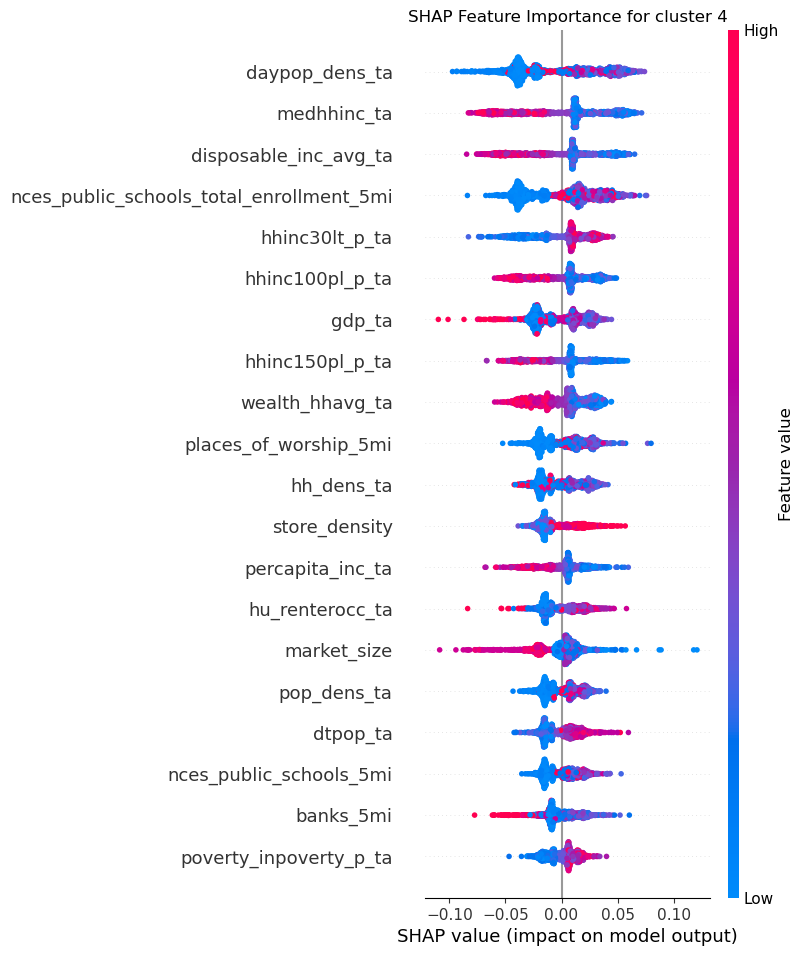 SHAP Feature Importance for cluster 4
High
daypop_dens_ta
medhhinc_ta
disposable_inc_avg_ta
nces_public_schools_total_enrollment_5mi
hhinc30lt_p_ta
hhinc100pl_p_ta
gdp_ta
hhinc150pl_p_ta
wealth_hhavg_ta
places_of_worship_5mi
hh_dens_ta
store_density
percapita_inc_ta
hu_renterocc_ta
market_size
pop_dens_ta
dtpop_ta
nces_public_schools_5mi
banks_5mi
poverty_inpoverty_p_ta
Feature value
Low
−0.10 −0.05 0.00 0.05 0.10
SHAP value (impact on model output)